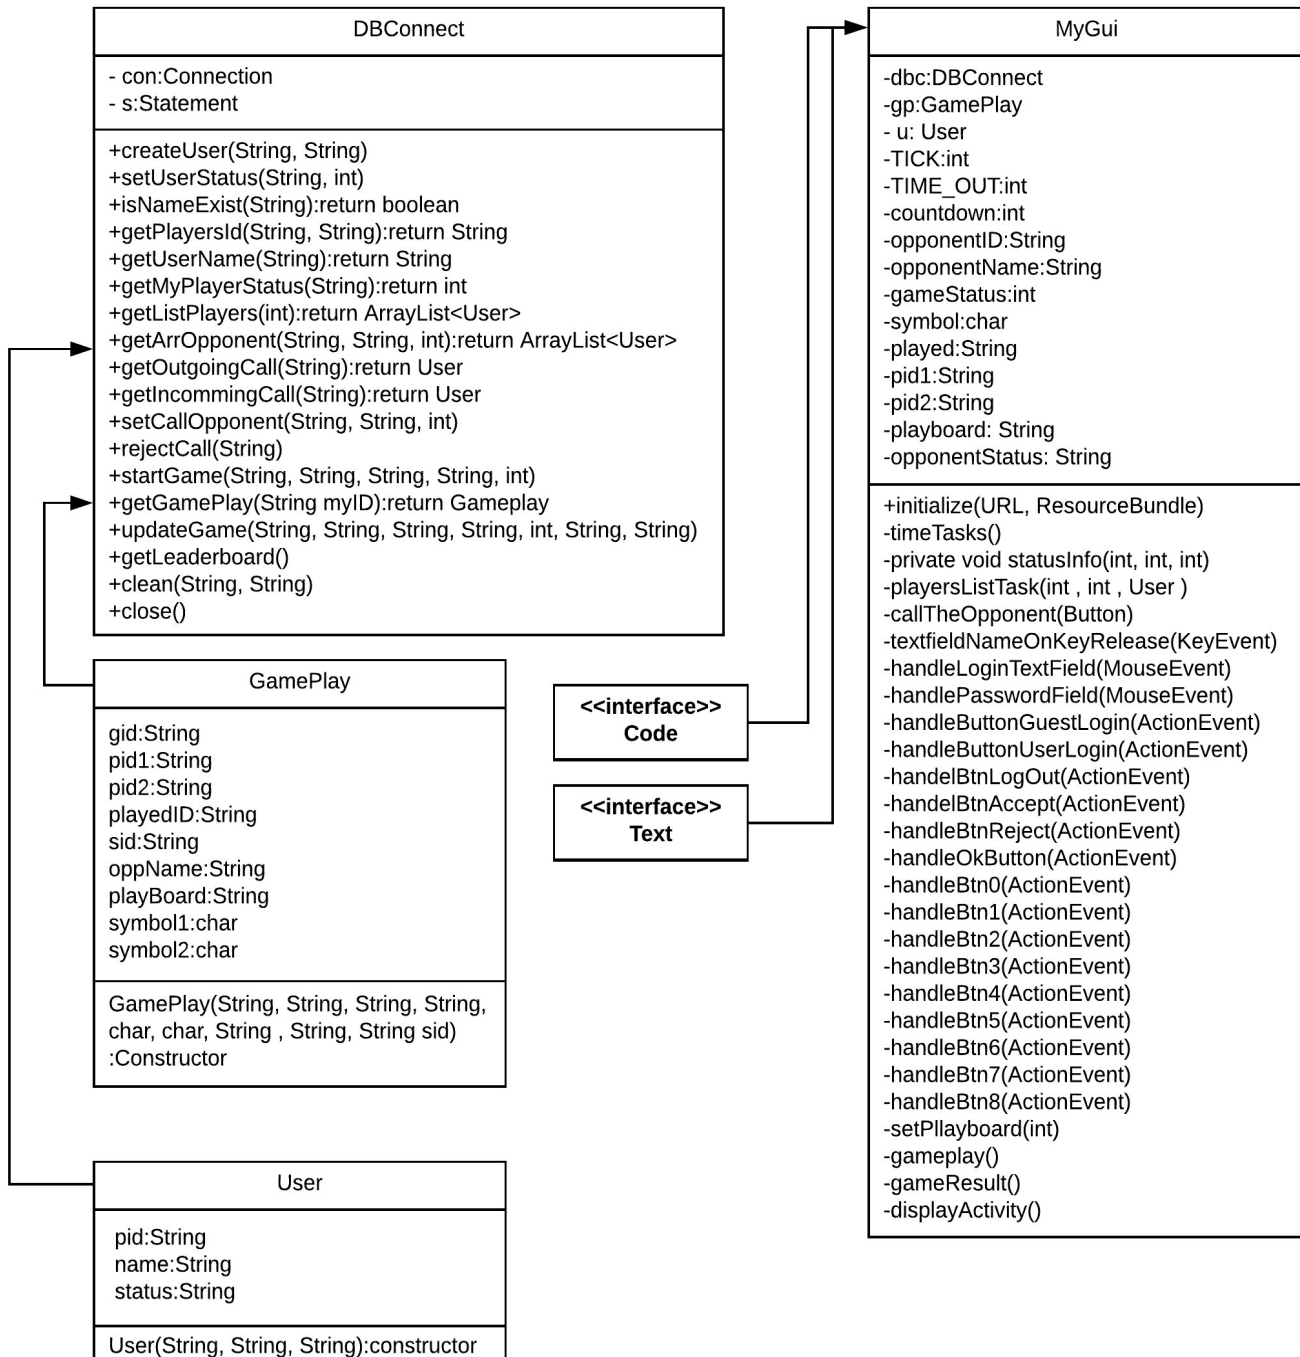 DBConnect
- con:Connection
- s:Statement
+createUser(String, String)
+setUserStatus(String, int)
+isNameExist(String):return boolean
+getPlayersId(String, String):return String
+getUserName(String):return String
+getMyPlayerStatus(String):return int
+getListPlayers(int):return ArrayList<User>
+getArrOpponent(String, String, int):return ArrayList<User>
+getOutgoingCall(String):return User
+getIncommingCall(String):return User
+setCallOpponent(String, String, int)
+rejectCall(String)
+startGame(String, String, String, String, int)
+getGamePlay(String myID):return Gameplay
+updateGame(String, String, String, String, int, String, String)
+getLeaderboard()
+clean(String, String)
+close()
GamePlay
gid:String
pid1:String
pid2:String
playedID:String
sid:String
oppName:String
playBoard:String
symbol1:char
symbol2:char
GamePlay(String, String, String, String,
char, char, String , String, String sid)
:Constructor
User
pid:String
name:String
status:String
User(String, String, String):constructor
<<interface>>
Code
<<interface>>
Text
MyGui
-dbc:DBConnect
-gp:GamePlay
- u: User
-TICK:int
-TIME_OUT:int
-countdown:int
-opponentID:String
-opponentName:String
-gameStatus:int
-symbol:char
-played:String
-pid1:String
-pid2:String
-playboard: String
-opponentStatus: String
+initialize(URL, ResourceBundle)
-timeTasks()
-private void statusInfo(int, int, int)
-playersListTask(int , int , User )
-callTheOpponent(Button)
-textfieldNameOnKeyRelease(KeyEvent)
-handleLoginTextField(MouseEvent)
-handlePasswordField(MouseEvent)
-handleButtonGuestLogin(ActionEvent)
-handleButtonUserLogin(ActionEvent)
-handelBtnLogOut(ActionEvent)
-handelBtnAccept(ActionEvent)
-handleBtnReject(ActionEvent)
-handleOkButton(ActionEvent)
-handleBtn0(ActionEvent)
-handleBtn1(ActionEvent)
-handleBtn2(ActionEvent)
-handleBtn3(ActionEvent)
-handleBtn4(ActionEvent)
-handleBtn5(ActionEvent)
-handleBtn6(ActionEvent)
-handleBtn7(ActionEvent)
-handleBtn8(ActionEvent)
-setPllayboard(int)
-gameplay()
-gameResult()
-displayActivity()